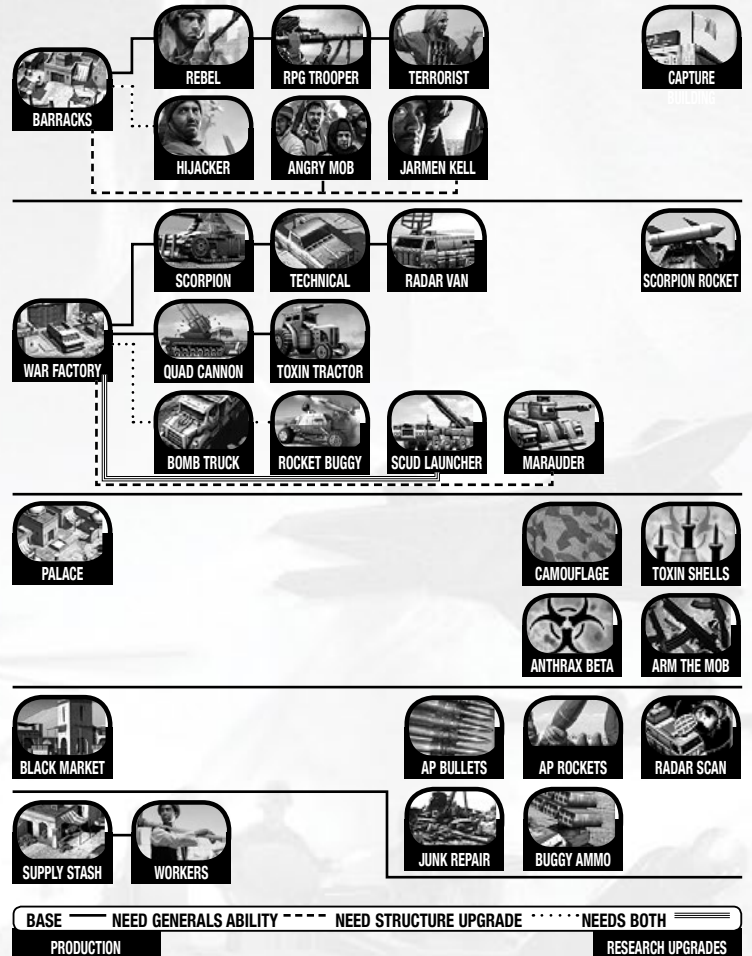 REBEL
RPG TROOPER
TERRORIST
CAPTURE
BUILDING
BARRACKS
HIJACKER
ANGRY MOB
JARMEN KELL
SCORPION
TECHNICAL
RADAR VAN
SCORPION ROCKET
WAR FACTORY
QUAD CANNON
TOXIN TRACTOR
BOMB TRUCK
ROCKET BUGGY
SCUD LAUNCHER
MARAUDER
PALACE
CAMOUFLAGE
TOXIN SHELLS
ANTHRAX BETA
ARM THE MOB
BLACK MARKET
AP BULLETS
AP ROCKETS
RADAR SCAN
SUPPLY STASH
WORKERS
JUNK REPAIR
BUGGY AMMO
BASE NEED GENERALS ABILITY NEED STRUCTURE UPGRADE NEEDS BOTH
PRODUCTION
RESEARCH UPGRADES